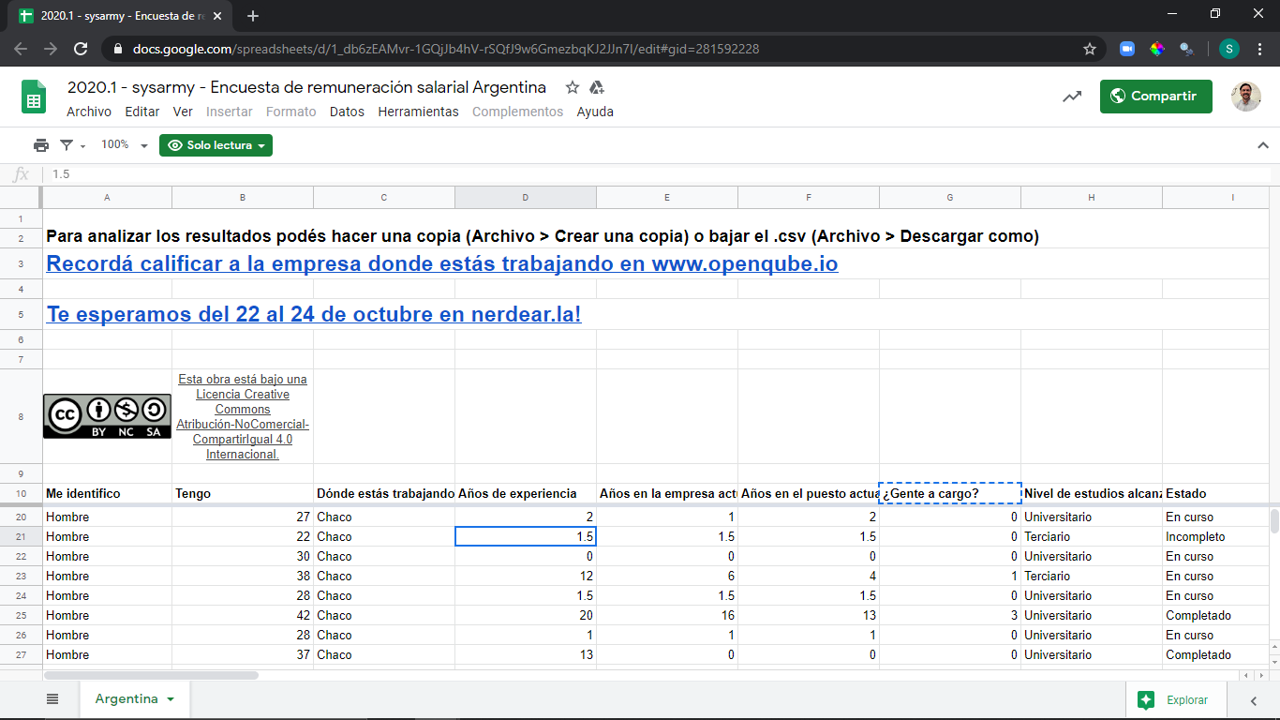 2020.1 - sysarmy - Encuesta de re
docs.google.com/spreadsheets/d/1_db6zEAMvr-1GQjJb4hV-rSQfJ9w6GmezbqKJ2JJn7I/edit#gid=281592228
S
2020.1 - sysarmy - Encuesta de remuneración salarial Argentina
Archivo Editar Ver Insertar Formato Datos Herramientas Complementos Ayuda
Compartir
100% Solo lectura
fx 1.5
A B C D E F G H I
1
2 Para analizar los resultados podés hacer una copia (Archivo > Crear una copia) o bajar el .csv (Archivo > Descargar como)
3 Recordá calificar a la empresa donde estás trabajando en www.openqube.io
4
5 Te esperamos del 22 al 24 de octubre en nerdear.la!
6
7
8
cc BY NC SA
Esta obra está bajo una
Licencia Creative
Commons
Atribución-NoComercial-
CompartirIgual 4.0
Internacional.
9
10 Me identifico Tengo Dónde estás trabajando Años de experiencia Años en la empresa actu Años en el puesto actua ¿Gente a cargo? Nivel de estudios alcanz Estado
20 Hombre 27 Chaco 2 1 2 0 Universitario En curso
21 Hombre 22 Chaco 1.5 1.5 1.5 0 Terciario Incompleto
22 Hombre 30 Chaco 0 0 0 0 Universitario En curso
23 Hombre 38 Chaco 12 6 4 1 Terciario En curso
24 Hombre 28 Chaco 1.5 1.5 1.5 0 Universitario En curso
25 Hombre 42 Chaco 20 16 13 3 Universitario Completado
26 Hombre 28 Chaco 1 1 1 0 Universitario En curso
27 Hombre 37 Chaco 13 0 0 0 Universitario Completado
Argentina
Explorar